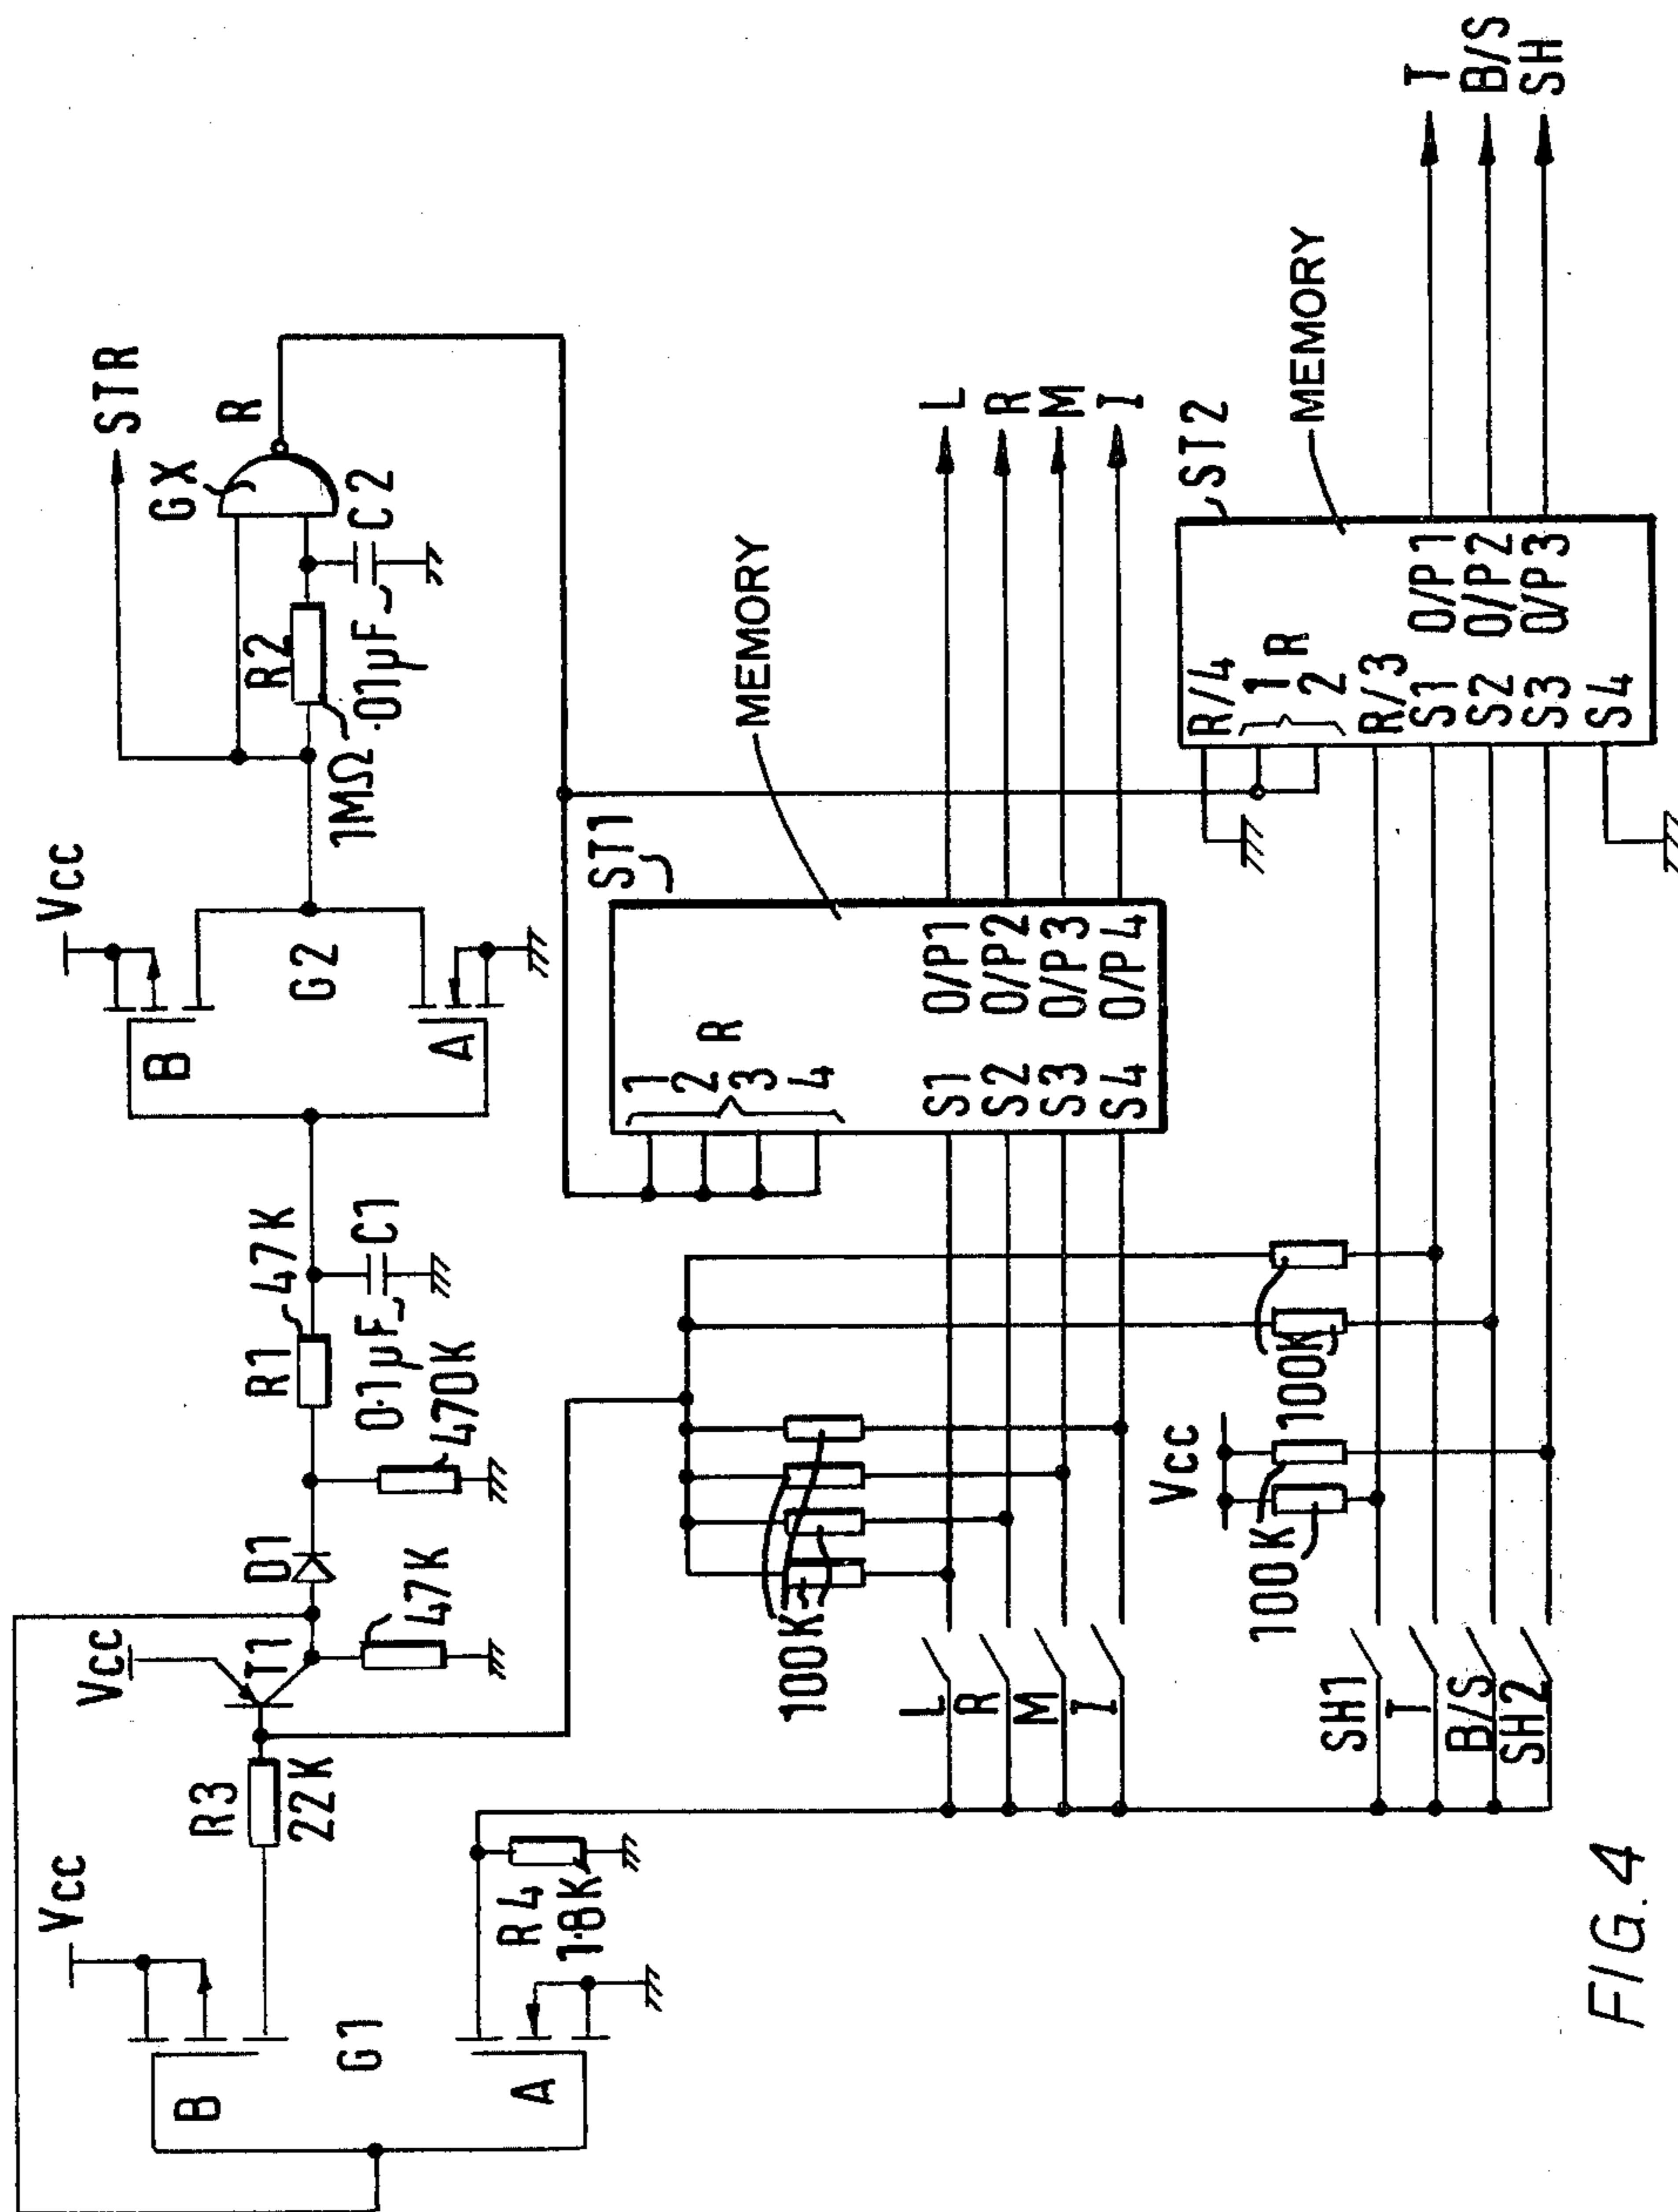 Vcc
B
G1
A
R3
22K
R4
1·8K
Vcc
T1
47K
D1
R1
47K
0·1µF
C1
470K
Vcc
B
G2
A
STR
GX
R
R2
1MΩ
·01µF
C2
ST1
MEMORY
1
2
3
4
R
S1 O/P1
S2 O/P2
S3 O/P3
S4 O/P4
L
R
M
I
100K
L
R
M
I
ST2
MEMORY
R/4
1
2
R
R/3
S1 O/P1
S2 O/P2
S3 O/P3
S4
T
B/S
SH
Vcc
100K
100K
SH1
T
B/S
SH2
FIG.4